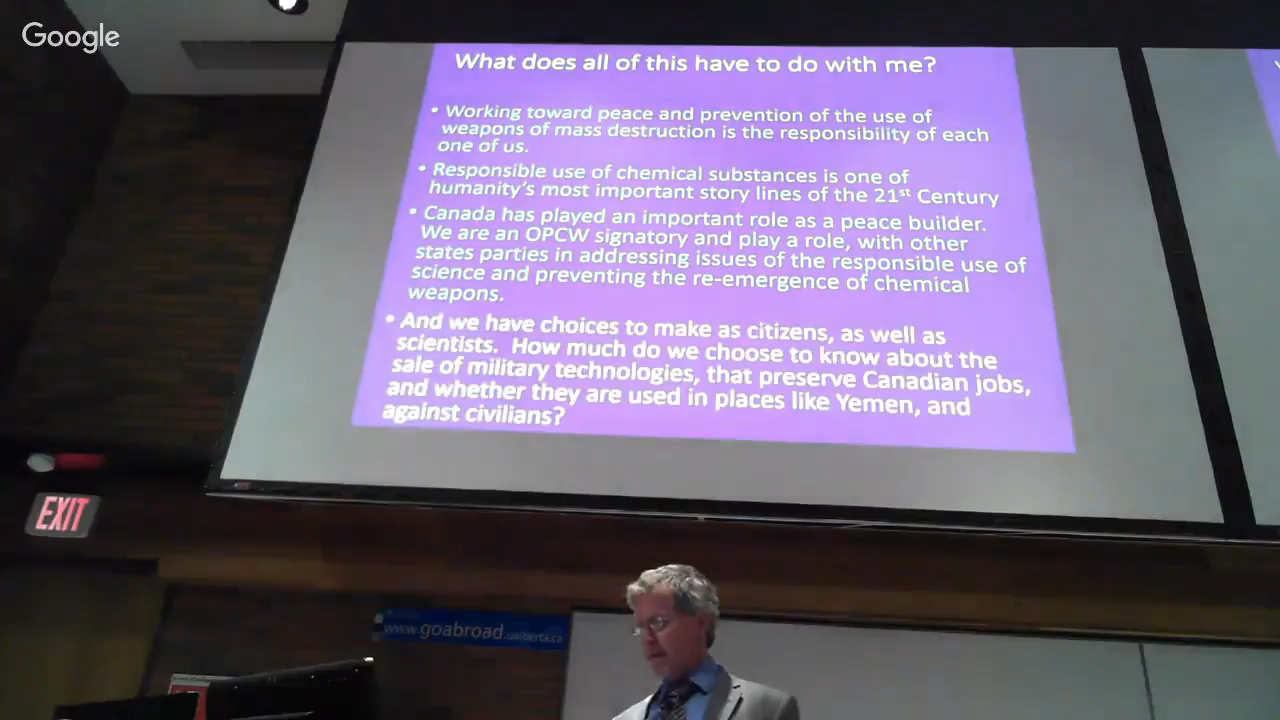 Google
What does all of this have to do with me?
• Working toward peace and prevention of the use of
weapons of mass destruction is the responsibility of each
one of us.
• Responsible use of chemical substances is one of
humanity's most important story lines of the 21st Century
• Canada has played an important role as a peace builder.
We are an OPCW signatory and play a role, with other
states parties in addressing issues of the responsible use of
science and preventing the re-emergence of chemical
weapons.
• And we have choices to make as citizens, as well as
scientists. How much do we choose to know about the
sale of military technologies, that preserve Canadian jobs,
and whether they are used in places like Yemen, and
against civilians?
EXIT
www.goabroad.ualberta.ca